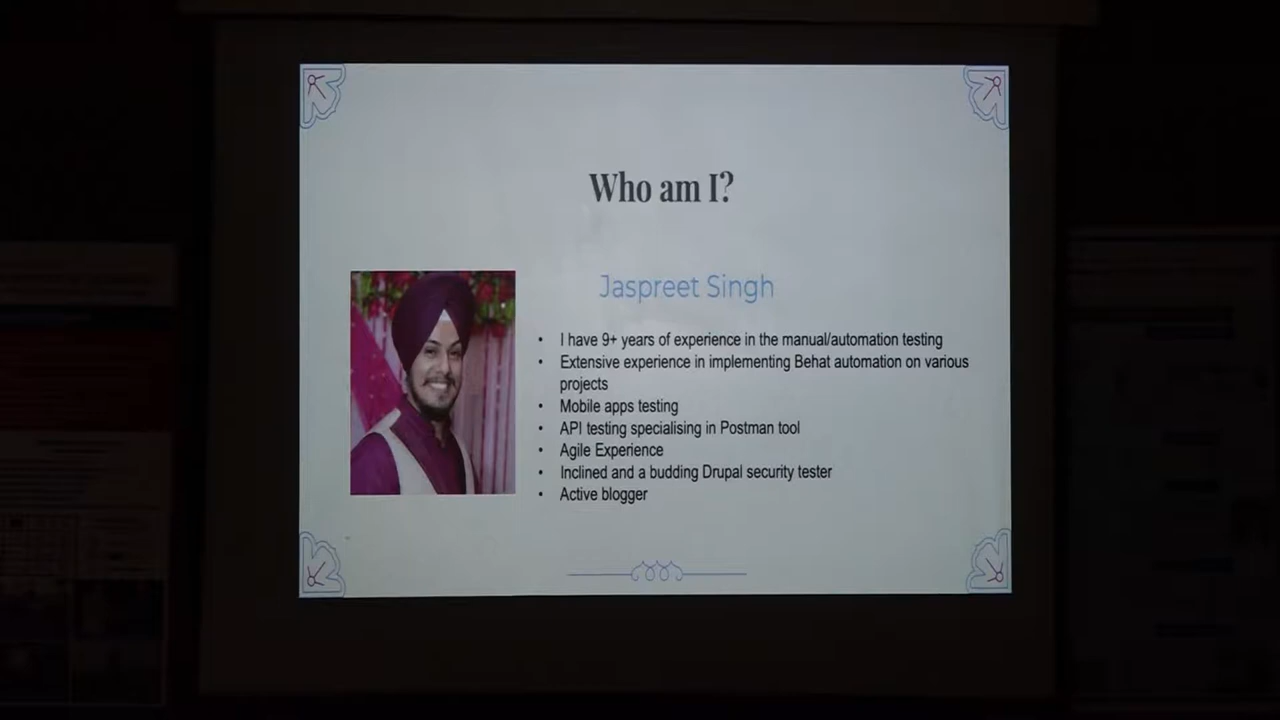 Who am I?
Jaspreet Singh
• I have 9+ years of experience in the manual/automation testing
• Extensive experience in implementing Behat automation on various
projects
• Mobile apps testing
• API testing specialising in Postman tool
• Agile Experience
• Inclined and a budding Drupal security tester
• Active blogger